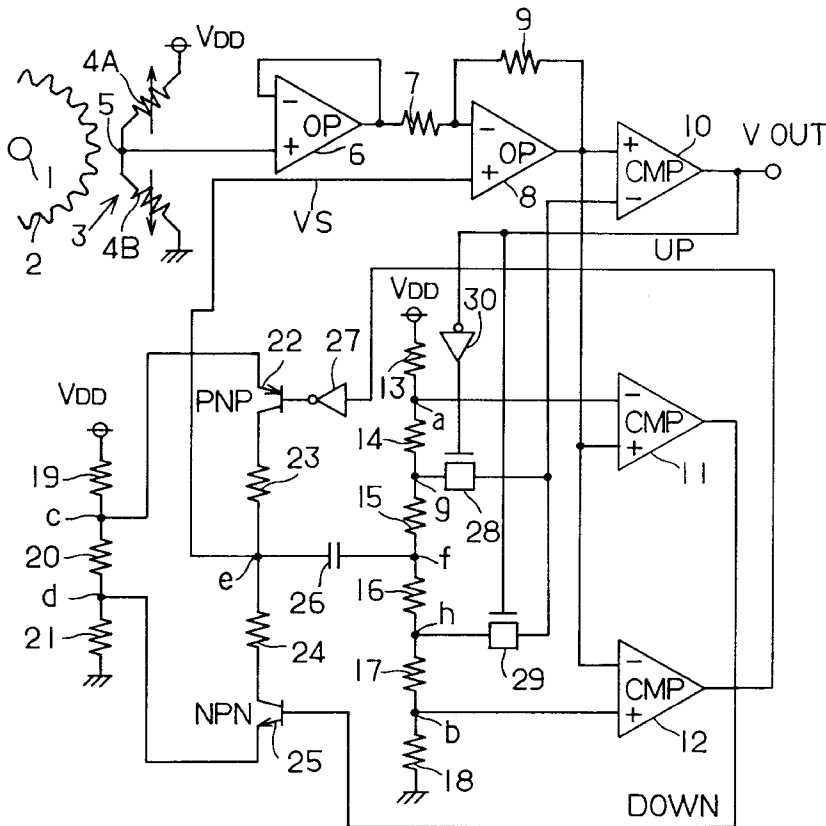 9
VDD
4A
7
10
5
OP
OP
CMP
V OUT
6
1
8
3
VS
2
4B
UP
VDD
30
22
27
13
PNP
VDD
a
CMP
14
23
11
19
g
c
15
28
20
e
f
d
26
16
h
21
24
29
17
CMP
NPN
b
12
25
18
DOWN